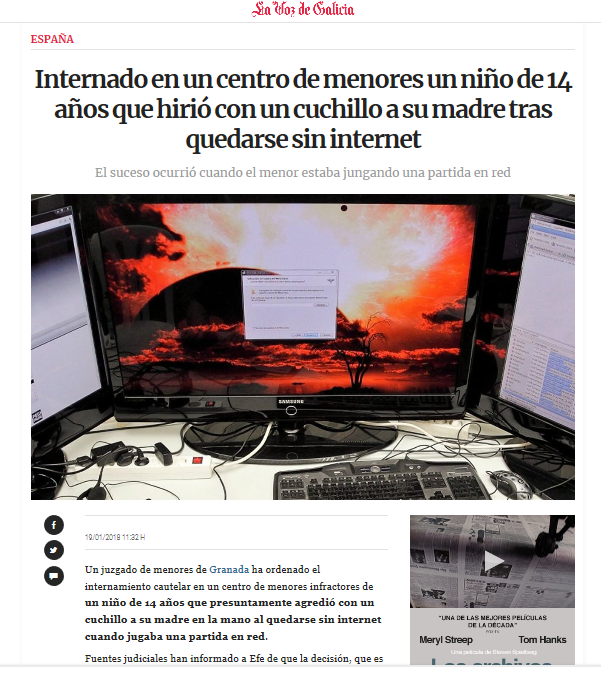 La Voz de Galicia
ESPAÑA
Internado en un centro de menores un niño de 14
años que hirió con un cuchillo a su madre tras
quedarse sin internet
El suceso ocurrió cuando el menor estaba jungando una partida en red
SAMSUNG
19/01/2018 11:32 H
Un juzgado de menores de Granada ha ordenado el
internamiento cautelar en un centro de menores infractores de
un niño de 14 años que presuntamente agredió con un
cuchillo a su madre en la mano al quedarse sin internet
cuando jugaba una partida en red.
Fuentes judiciales han informado a Efe de que la decisión, que es
"UNA DE LAS MEJORES PELÍCULAS
DE LA DÉCADA"
Meryl Streep Tom Hanks
Una película de Steven Spielberg
Los archivos